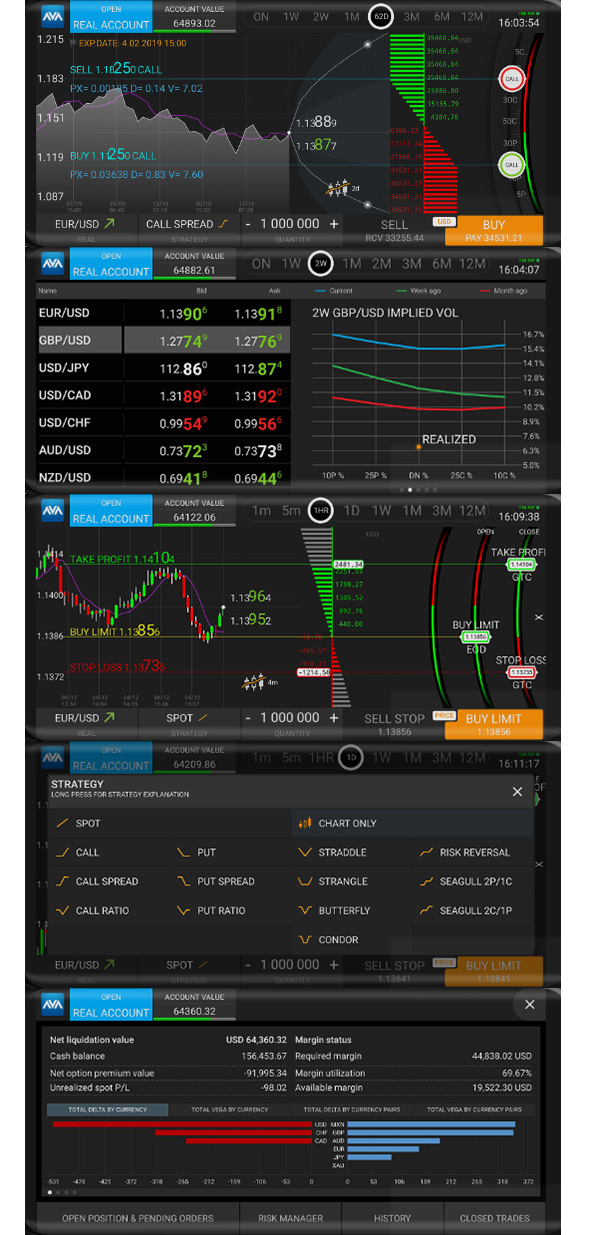 AVA OPEN REAL ACCOUNT ACCOUNT VALUE 64893.02 ON 1W 2W 1M 62D 3M 6M 12M 16:03:54
1.215 EXP.DATE 4.02.2019 15:00
SELL 1.18250 CALL
1.183
PX= 0.00185 D= 0.14 V= 7.02
1.151
1.13889
1.13877
1.119 BUY 1.11250 CALL
PX= 0.03638 D= 0.83 V= 7.60
1.087
2d
35468.84 USD
35468.84
35468.84
35460.84
25886.80
15135.79
4384.78
-6366.23
-17117.24
-27868.25
-34531.21
-34531.21
-34531.21
5C
CALL
30C
50C
30P
CALL
5P
EUR/USD CALL SPREAD - 1 000 000 + SELL USD BUY
REAL STRATEGY QUANTITY RCV 33255.44 PAY 34531.21
AVA OPEN REAL ACCOUNT ACCOUNT VALUE 64882.61 ON 1W 2W 1M 2M 3M 6M 12M 16:04:07
Name Bid Ask Current Week ago Month ago
EUR/USD 1.13906 1.13918
GBP/USD 1.27749 1.27769
USD/JPY 112.860 112.874
USD/CAD 1.31896 1.31920
USD/CHF 0.99549 0.99566
AUD/USD 0.73723 0.73738
NZD/USD 0.69418 0.69446
2W GBP/USD IMPLIED VOL
16.7%
15.4%
14.1%
12.8%
11.5%
10.2%
8.9%
7.6%
6.3%
5.0%
REALIZED
10P % 25P % DN % 25C % 10C %
AVA OPEN REAL ACCOUNT ACCOUNT VALUE 64122.06 1m 5m 1HR 1D 1W 1M 3M 12M 16:09:38
1.1414 TAKE PROFIT 1.14104
1.1400
1.13964
1.13952
1.1386 BUY LIMIT 1.13856
STOP LOSS 1.13735
1.1372
4m
USD
2481.34
1798.27
1345.52
892.76
440.00
-465.51
-1214.50
OPEN CLOSE
TAKE PROFI
1.14104
GTC
X
BUY LIMIT
1.13856
EOD
STOP LOSS
1.13735
GTC
EUR/USD SPOT - 1 000 000 + SELL STOP PRICE BUY LIMIT
REAL STRATEGY QUANTITY 1.13856 1.13856
AVA OPEN REAL ACCOUNT ACCOUNT VALUE 64209.86 1m 5m 1HR 1D 1W 1M 3M 12M 16:11:17
STRATEGY
LONG PRESS FOR STRATEGY EXPLANATION
SPOT CHART ONLY
CALL PUT STRADDLE RISK REVERSAL
CALL SPREAD PUT SPREAD STRANGLE SEAGULL 2P/1C
CALL RATIO PUT RATIO BUTTERFLY SEAGULL 2C/1P
CONDOR
EUR/USD SPOT - 1 000 000 + SELL STOP PRICE BUY LIMIT
REAL STRATEGY QUANTITY 1.13841 1.13841
AVA OPEN REAL ACCOUNT ACCOUNT VALUE 64360.32
Net liquidation value USD 64,360.32 Margin status
Cash balance 156,453.67 Required margin 44,838.02 USD
Net option premium value -91,995.34 Margin utilization 69.67%
Unrealized spot P/L -98.02 Available margin 19,522.30 USD
TOTAL DELTA BY CURRENCY TOTAL VEGA BY CURRENCY TOTAL DELTA BY CURRENCY PAIRS TOTAL VEGA BY CURRENCY PAIRS
USD MXN
CHF GBP
CAD AUD
EUR
JPY
XAU
-531 -478 -425 -372 -318 -265 -212 -159 -106 -53 0 0 53 106 159 212 265 318 372
OPEN POSITION & PENDING ORDERS RISK MANAGER HISTORY CLOSED TRADES